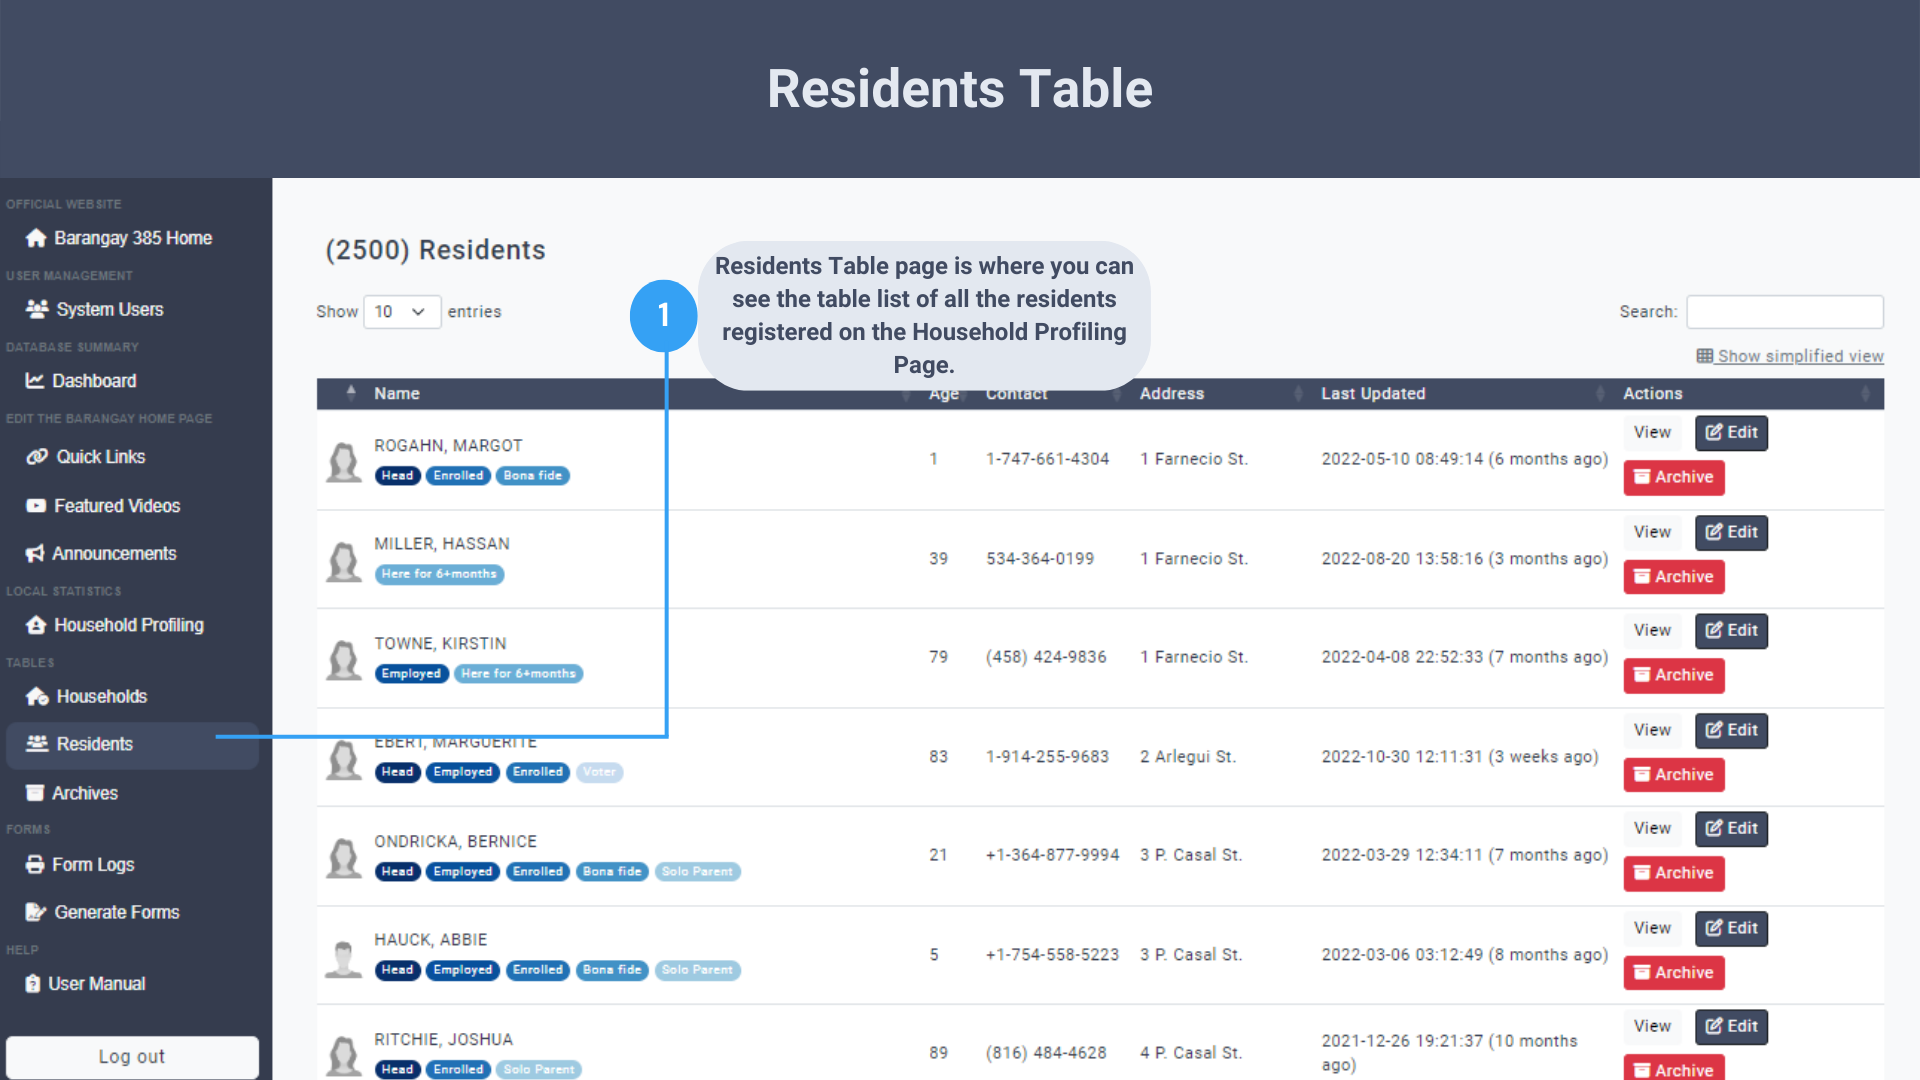 Residents Table
OFFICIAL WEBSITE
Barangay 385 Home
USER MANAGEMENT
System Users
DATABASE SUMMARY
Dashboard
EDIT THE BARANGAY HOME PAGE
Quick Links
Featured Videos
Announcements
LOCAL STATISTICS
Household Profiling
TABLES
Households
Residents
Archives
FORMS
Form Logs
Generate Forms
HELP
User Manual
Log out
(2500) Residents
Show 10 entries
1
Residents Table page is where you can
see the table list of all the residents
registered on the Household Profiling
Page.
Search:
Show simplified view
Name Age Contact Address Last Updated Actions
ROGAHN, MARGOT
Head Enrolled Bona fide
1 1-747-661-4304 1 Farnecio St. 2022-05-10 08:49:14 (6 months ago)
View Edit
Archive
MILLER, HASSAN
Here for 6+months
39 534-364-0199 1 Farnecio St. 2022-08-20 13:58:16 (3 months ago)
View Edit
Archive
TOWNE, KIRSTIN
Employed Here for 6+months
79 (458) 424-9836 1 Farnecio St. 2022-04-08 22:52:33 (7 months ago)
View Edit
Archive
EBERT, MARGUERITE
Head Employed Enrolled Voter
83 1-914-255-9683 2 Arlegui St. 2022-10-30 12:11:31 (3 weeks ago)
View Edit
Archive
ONDRICKA, BERNICE
Head Employed Enrolled Bona fide Solo Parent
21 +1-364-877-9994 3 P. Casal St. 2022-03-29 12:34:11 (7 months ago)
View Edit
Archive
HAUCK, ABBIE
Head Employed Enrolled Bona fide Solo Parent
5 +1-754-558-5223 3 P. Casal St. 2022-03-06 03:12:49 (8 months ago)
View Edit
Archive
RITCHIE, JOSHUA
Head Enrolled Solo Parent
89 (816) 484-4628 4 P. Casal St. 2021-12-26 19:21:37 (10 months
ago)
View Edit
Archive